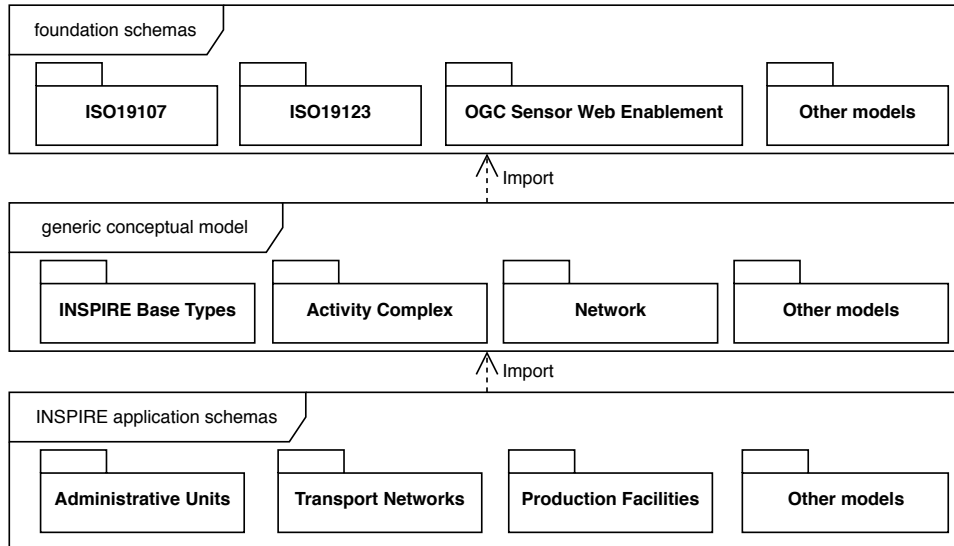 foundation schemas
ISO19107
ISO19123
OGC Sensor Web Enablement
Other models
Import
generic conceptual model
INSPIRE Base Types
Activity Complex
Network
Other models
Import
INSPIRE application schemas
Administrative Units
Transport Networks
Production Facilities
Other models